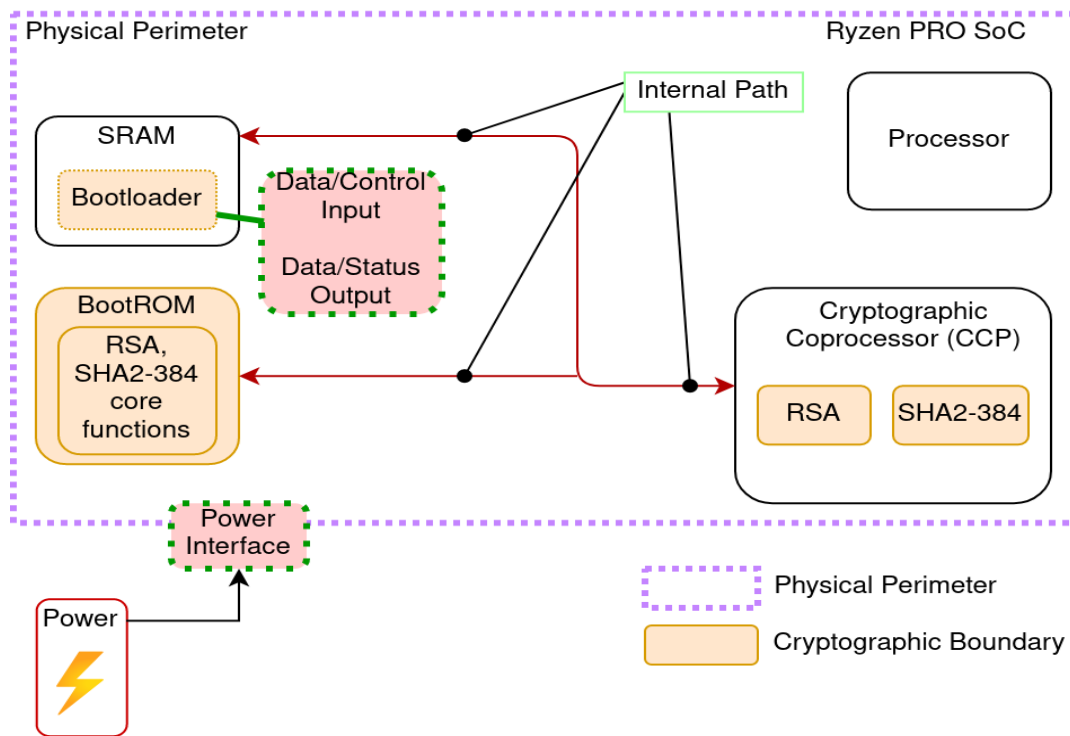 Physical Perimeter
Ryzen PRO SoC
Internal Path
Processor
SRAM
Bootloader
Data/Control
Input
Data/Status
Output
BootROM
RSA,
SHA2-384
core
functions
Cryptographic
Coprocessor (CCP)
RSA
SHA2-384
Power
Interface
Power
Physical Perimeter
Cryptographic Boundary